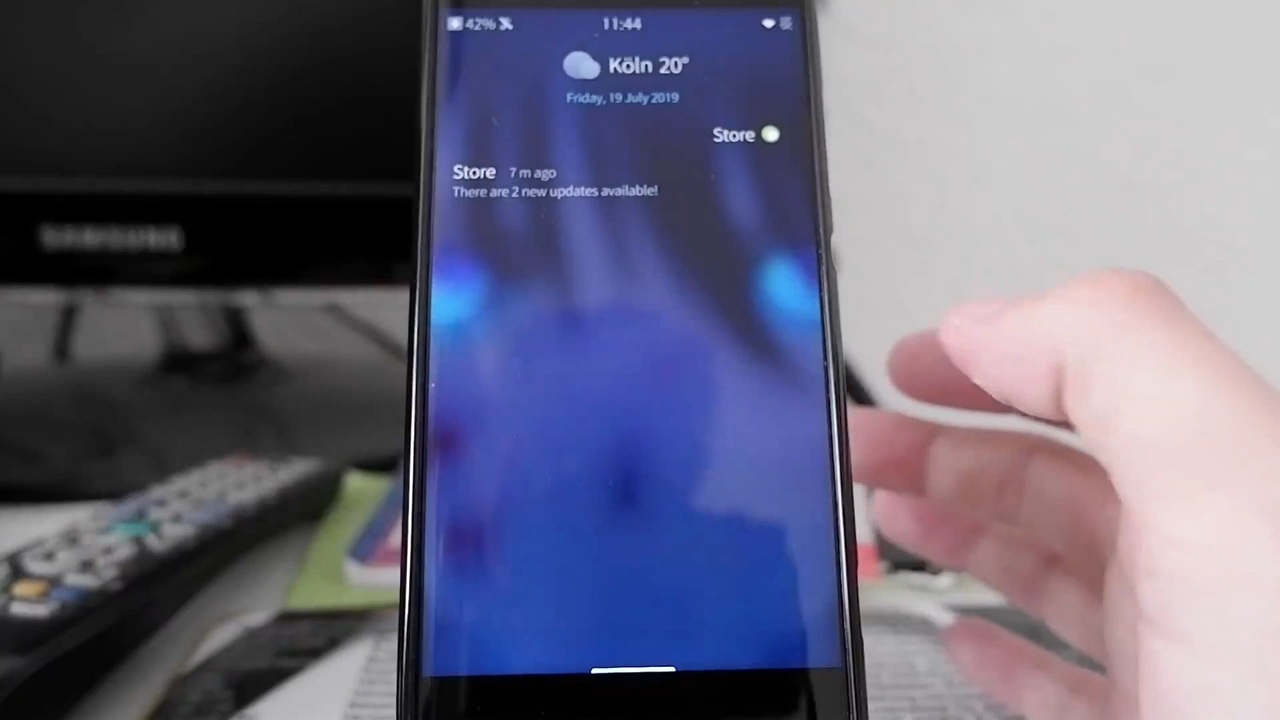 42%
11:44
Köln 20°
Friday, 19 July 2019
Store
Store 7 m ago
There are 2 new updates available!
SAMSUNG